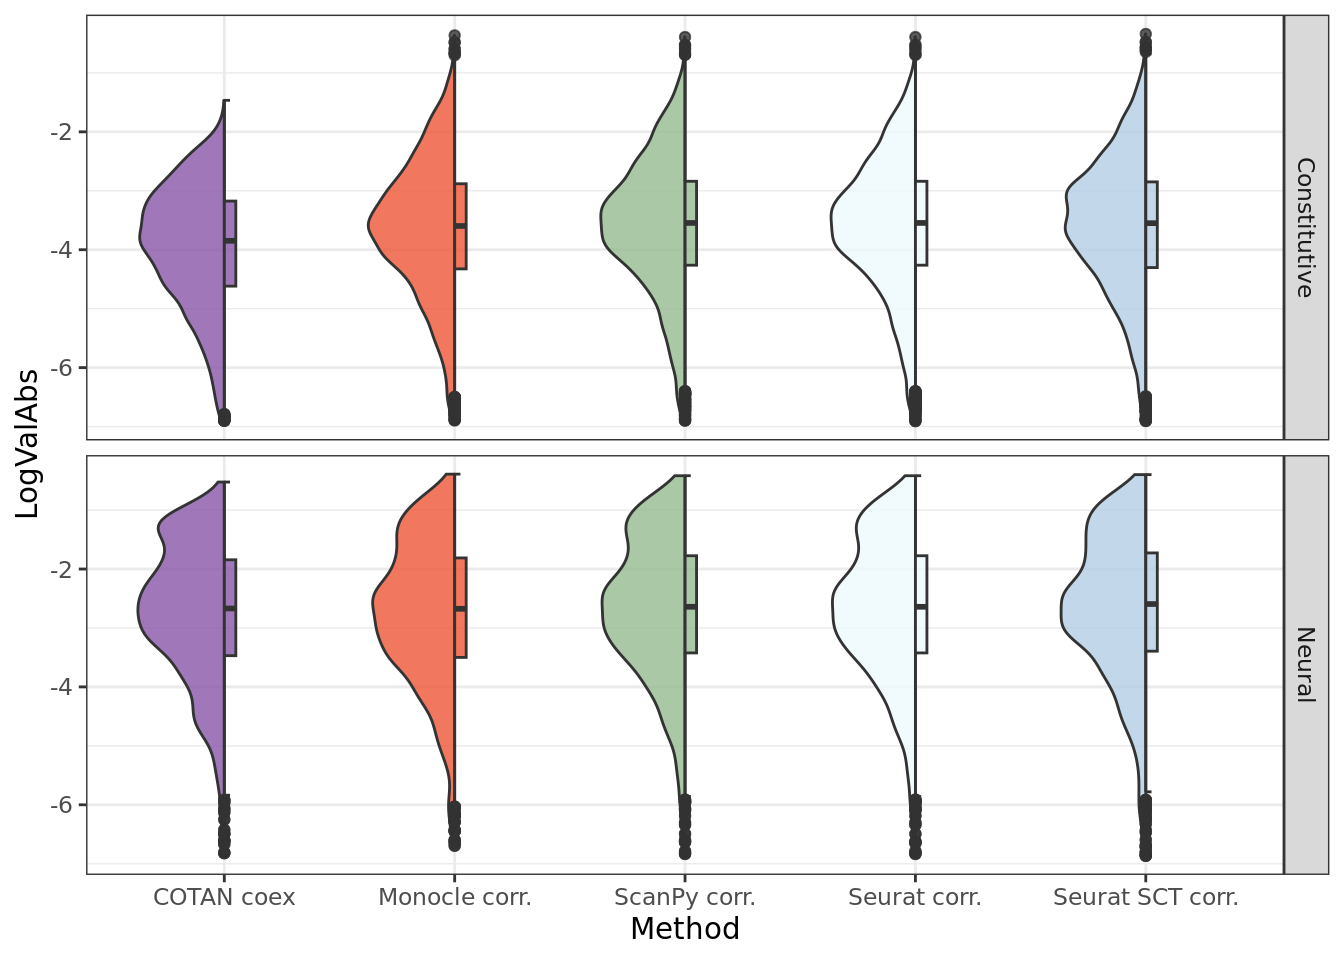 -2
-4
-6
Constitutive
LogValAbs
-2
-4
-6
Neural
COTAN coex
Monocle corr.
ScanPy corr.
Seurat corr.
Seurat SCT corr.
Method